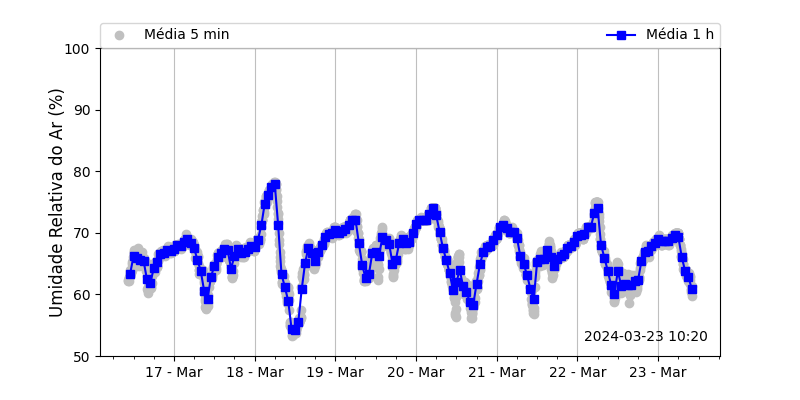 Média 5 min
Média 1 h
100
90
80
70
60
50
Umidade Relativa do Ar (%)
2024-03-23 10:20
17 - Mar
18 - Mar
19 - Mar
20 - Mar
21 - Mar
22 - Mar
23 - Mar